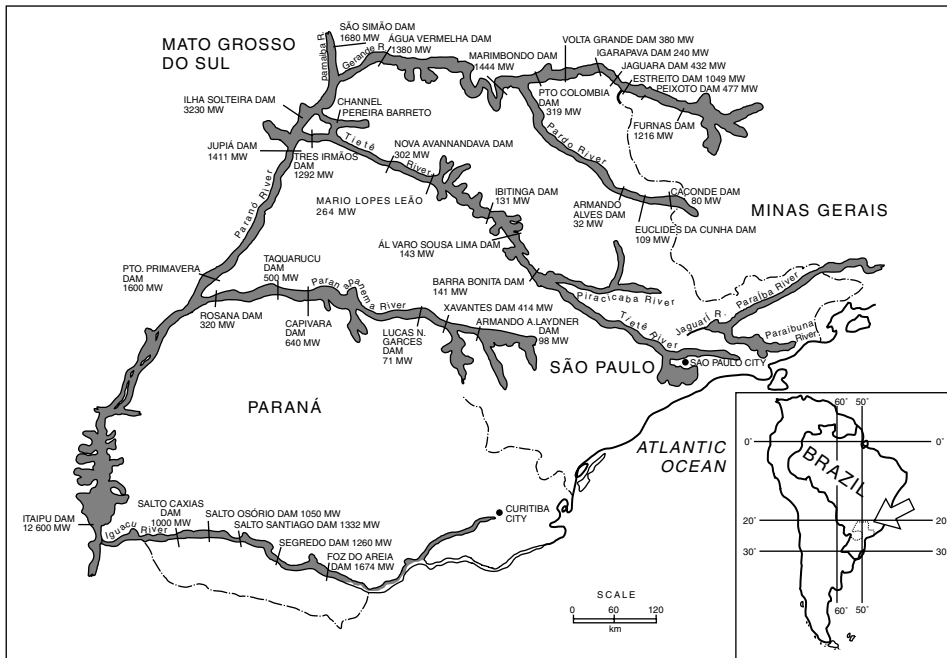 SÃO SIMÃO DAM
1680 MW
MATO GROSSO
DO SUL
parnaiba R.
Gerande R.
ÁGUA VERMELHA DAM
1380 MW
MARIMBONDO DAM
1444 MW
VOLTA GRANDE DAM 380 MW
IGARAPAVA DAM 240 MW
JAGUARA DAM 432 MW
ESTREITO DAM 1049 MW
PEIXOTO DAM 477 MW
PTO COLOMBIA
DAM
319 MW
FURNAS DAM
1216 MW
ILHA SOLTEIRA DAM
3230 MW
CHANNEL
PEREIRA BARRETO
JUPIÁ DAM
1411 MW
TRES IRMÃOS
DAM
1292 MW
Tietê
River
NOVA AVANNANDAVA DAM
302 MW
Pardo River
MARIO LOPES LEÃO
264 MW
IBITINGA DAM
131 MW
ARMANDO
ALVES DAM
32 MW
CACONDE DAM
80 MW
EUCLIDES DA CUNHA DAM
109 MW
MINAS GERAIS
Paranó River
ÁL VARO SOUSA LIMA DAM
143 MW
PTO. PRIMAVERA
DAM
1600 MW
TAQUARUCU
DAM
500 MW
Paran apanema River
BARRA BONITA DAM
141 MW
Piracicaba River
Jaguarí R.
Paraíba River
Paraibuna
River
ROSANA DAM
320 MW
CAPIVARA
DAM
640 MW
LUCAS N.
GARCES
DAM
71 MW
XAVANTES DAM 414 MW
ARMANDO A.LAYDNER
DAM
98 MW
Tietê River
SÃO PAULO
SAO PAULO CITY
PARANÁ
ATLANTIC
OCEAN
ITAIPU DAM
12 600 MW
Iguacu River
SALTO CAXIAS
DAM
1000 MW
SALTO OSÓRIO DAM 1050 MW
SALTO SANTIAGO DAM 1332 MW
SEGREDO DAM 1260 MW
FOZ DO AREIA
DAM 1674 MW
CURITIBA
CITY
SCALE
0 60 120
km
60° 50°
0° 0°
BRAZIL
20° 20°
30° 30°
60° 50°